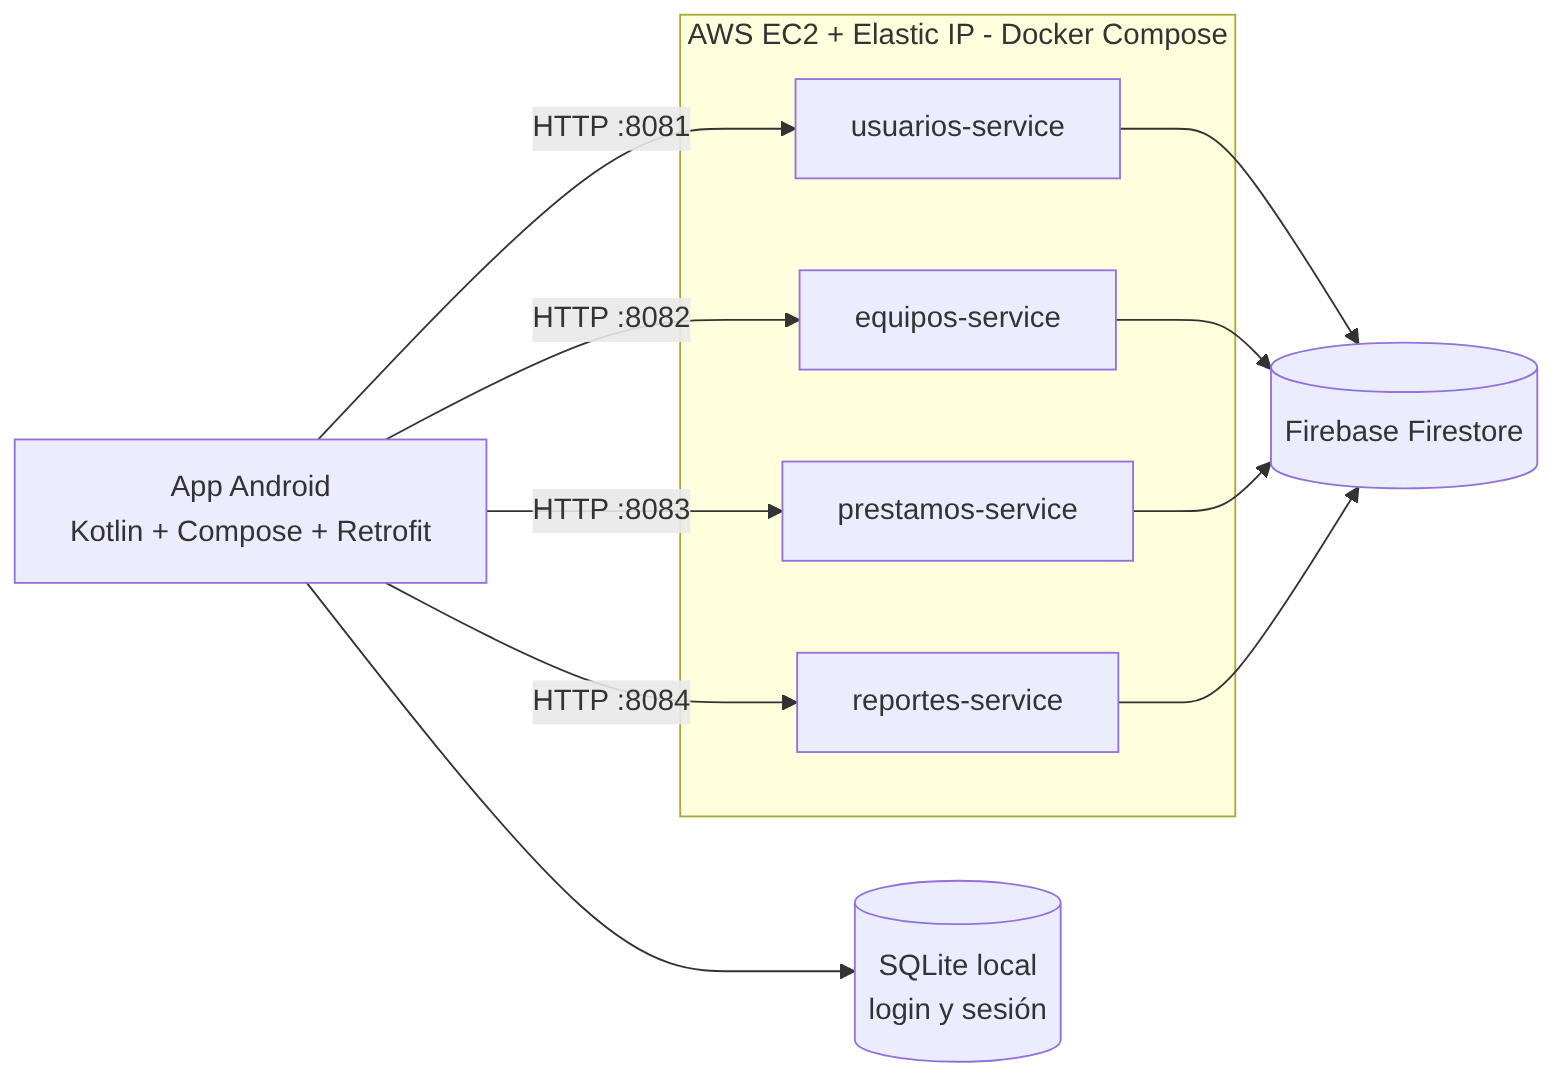 AWS EC2 + Elastic IP - Docker Compose
HTTP :8081
usuarios-service
HTTP :8082
equipos-service
Firebase Firestore
App Android
Kotlin + Compose + Retrofit
HTTP :8083
prestamos-service
HTTP :8084
reportes-service
SQLite local
login y sesión